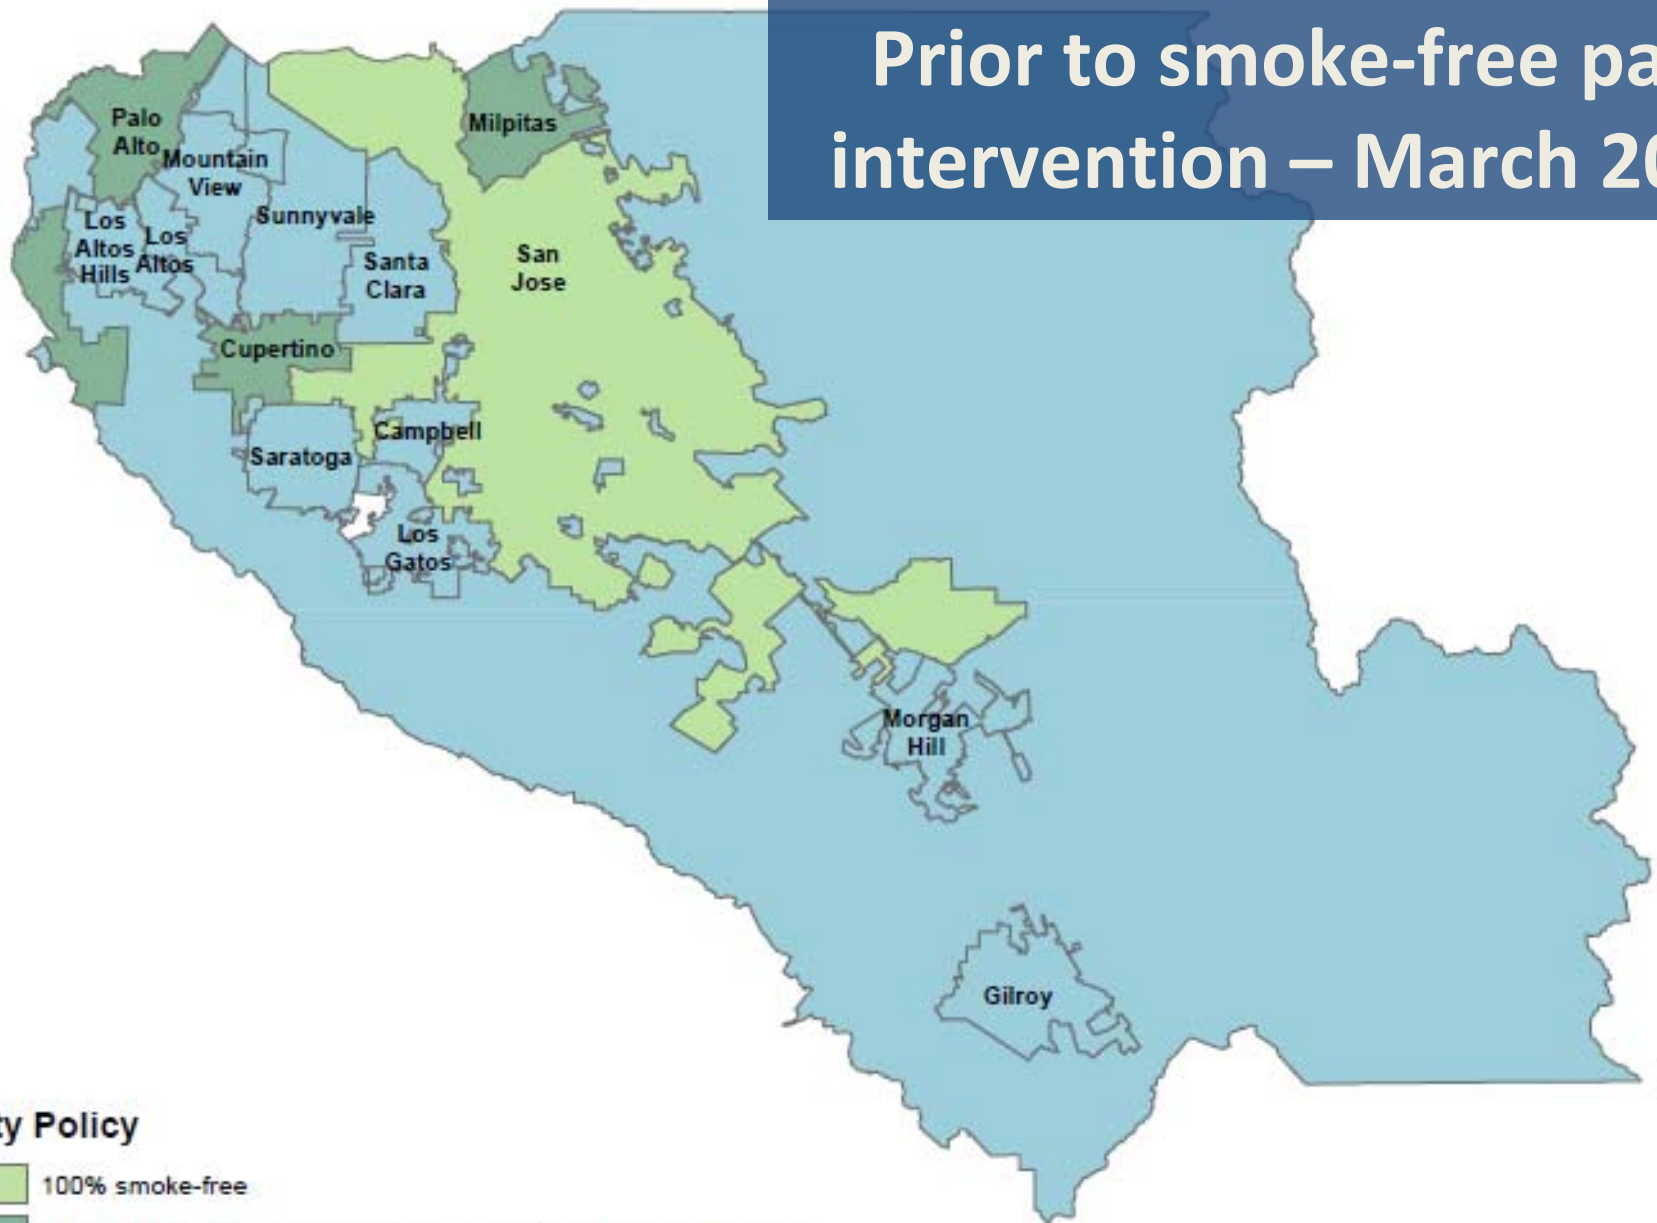 Prior to smoke-free pa
intervention – March 20
Palo
Alto
Mountain
View
Milpitas
Sunnyvale
Los
Altos
Hills
Los
Altos
Santa
Clara
San
Jose
Cupertino
Campbell
Saratoga
Los
Gatos
Morgan
Hill
Gilroy
ty Policy
100% smoke-free